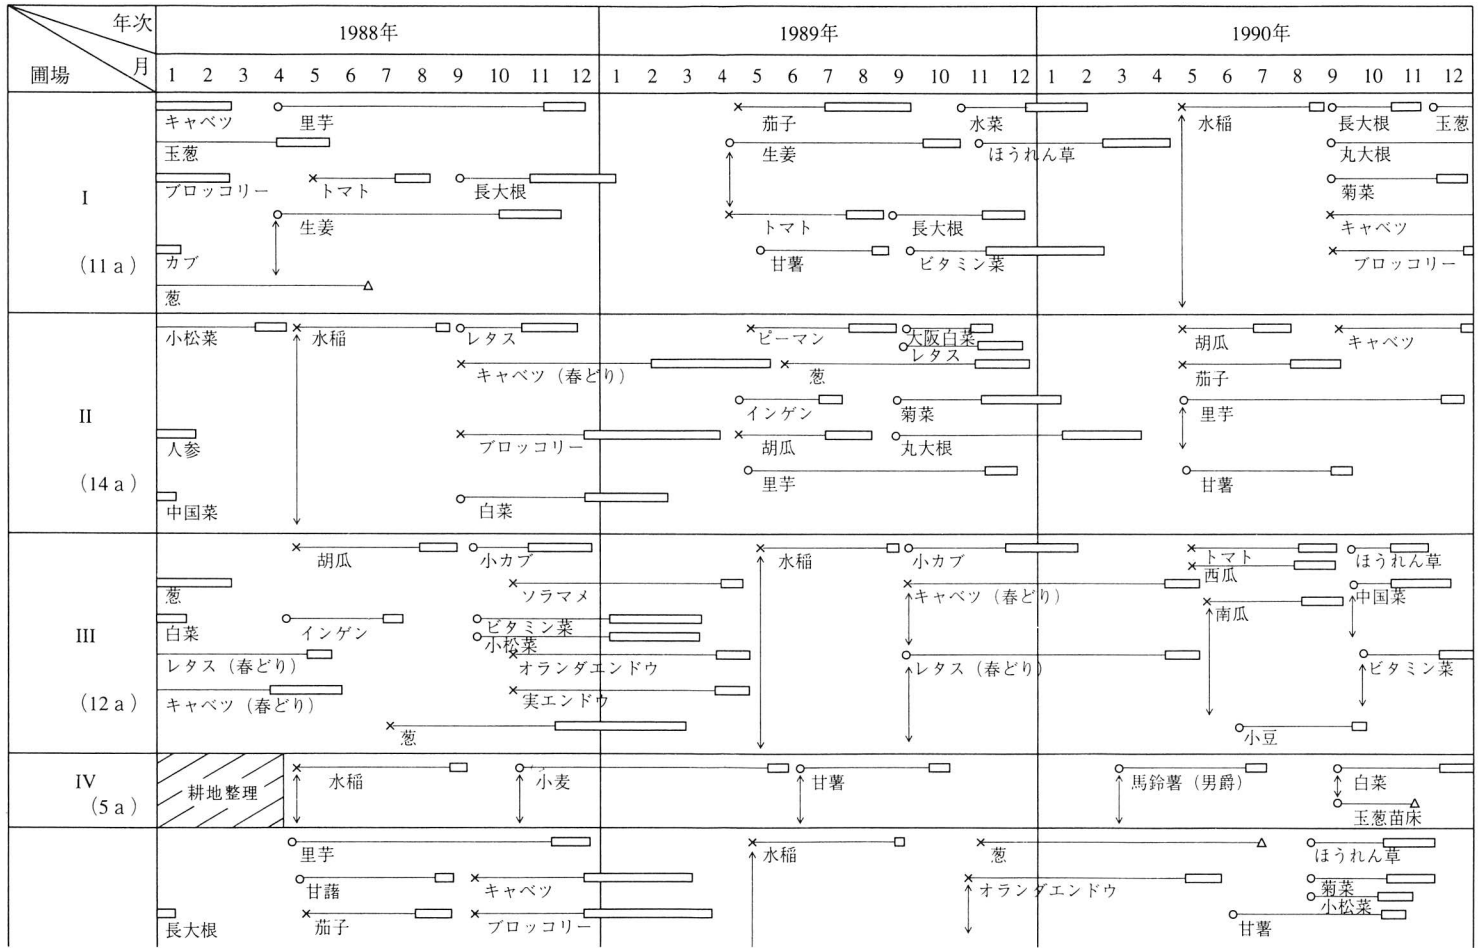 年次
1988年 1989年 1990年
圃場 月
1 2 3 4 5 6 7 8 9 10 11 12 1 2 3 4 5 6 7 8 9 10 11 12 1 2 3 4 5 6 7 8 9 10 11 12
I
(11a)
キャベツ 里芋 茄子 水菜 水稲 長大根 玉葱
玉葱 生姜 ほうれん草 丸大根
ブロッコリー トマト 長大根 菊菜
生姜 トマト 長大根 キャベツ
カブ 甘薯 ビタミン菜 ブロッコリー
葱
II
(14a)
小松菜 水稲 レタス ピーマン 大阪白菜 胡瓜 キャベツ
レタス
キャベツ（春どり） 葱 茄子
インゲン 菊菜 里芋
人参 ブロッコリー 胡瓜 丸大根
里芋 甘薯
中国菜 白菜
III
(12a)
胡瓜 小カブ 水稲 小カブ トマト ほうれん草
西瓜
葱 ソラマメ キャベツ（春どり） 中国菜
南瓜
白菜 インゲン ビタミン菜
小松菜
レタス（春どり） オランダエンドウ レタス（春どり） ビタミン菜
キャベツ（春どり） 実エンドウ
葱 小豆
IV
(5a)
耕地整理 水稲 小麦 甘薯 馬鈴薯（男爵） 白菜
玉葱苗床
里芋 水稲 葱 ほうれん草
甘藷 キャベツ オランダエンドウ 菊菜
小松菜
長大根 茄子 ブロッコリー 甘薯